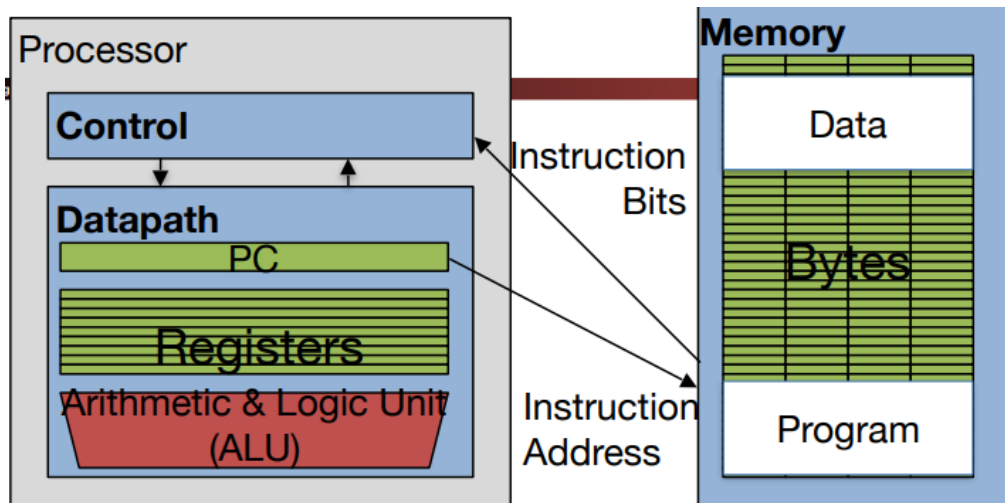 Processor
Control
Datapath
PC
Registers
Arithmetic & Logic Unit
(ALU)
Instruction
Bits
Instruction
Address
Memory
Data
Bytes
Program